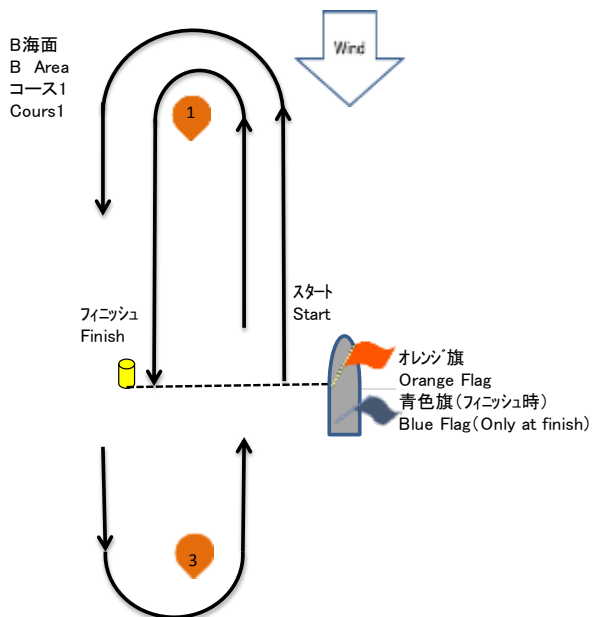 B海面
B Area
コース1
Cours1
Wind
1
スタート
Start
フィニッシュ
Finish
オレンジ旗
Orange Flag
青色旗(フィニッシュ時)
Blue Flag(Only at finish)
3